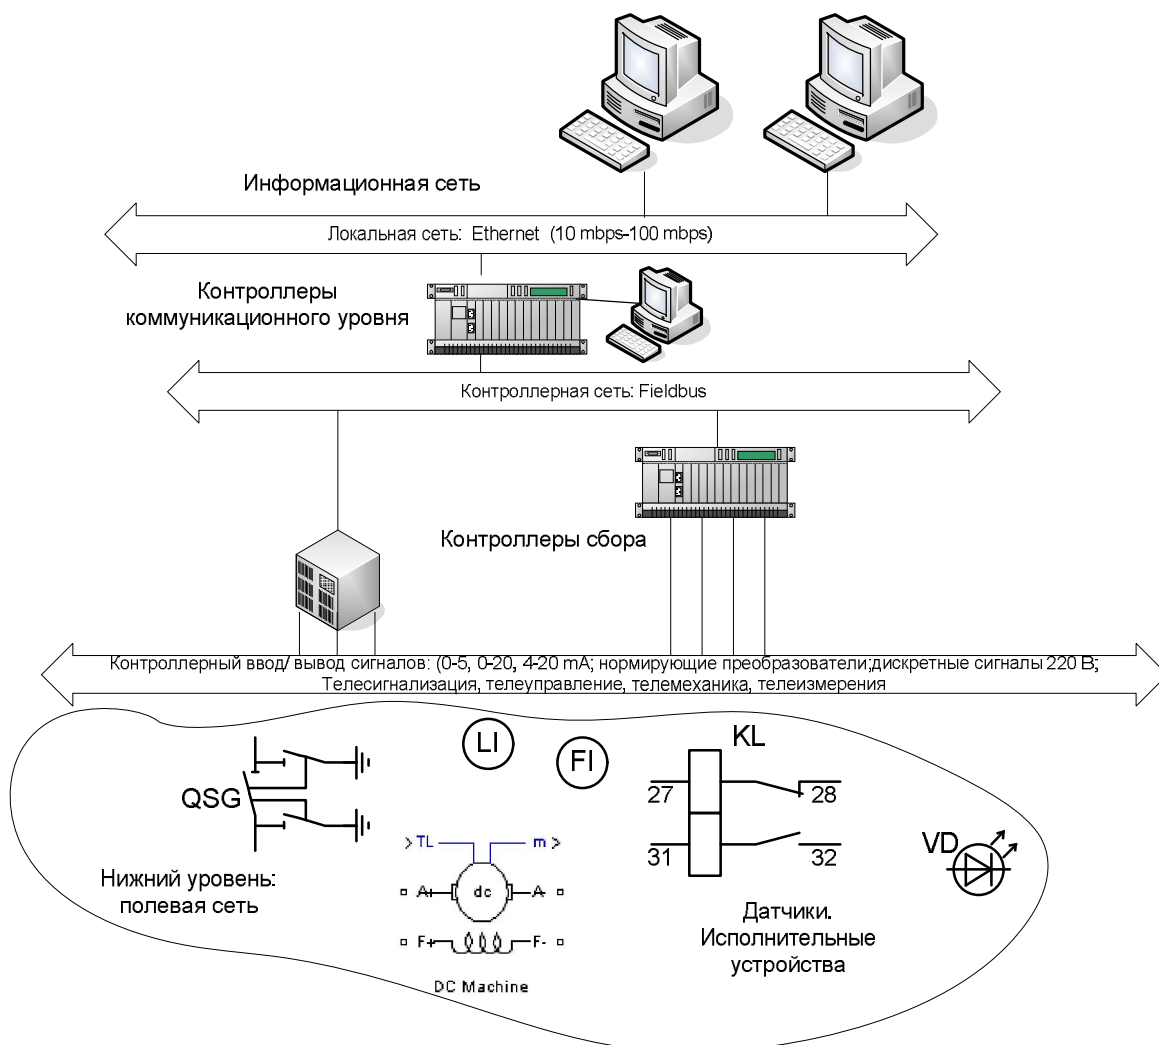 Информационная сеть
Локальная сеть: Ethernet (10 mbps-100 mbps)
Контроллеры
коммуникационного уровня
Контроллерная сеть: Fieldbus
Контроллеры сбора
Контроллерный ввод/ вывод сигналов: (0-5, 0-20, 4-20 mA; нормирующие преобразователи;дискретные сигналы 220 В;
Телесигнализация, телеуправление, телемеханика, телеизмерения
LI
FI
KL
QSG
27
28
31
32
VD
TL
m
A+
dc
A-
F+
F-
DC Machine
Нижний уровень:
полевая сеть
Датчики.
Исполнительные
устройства